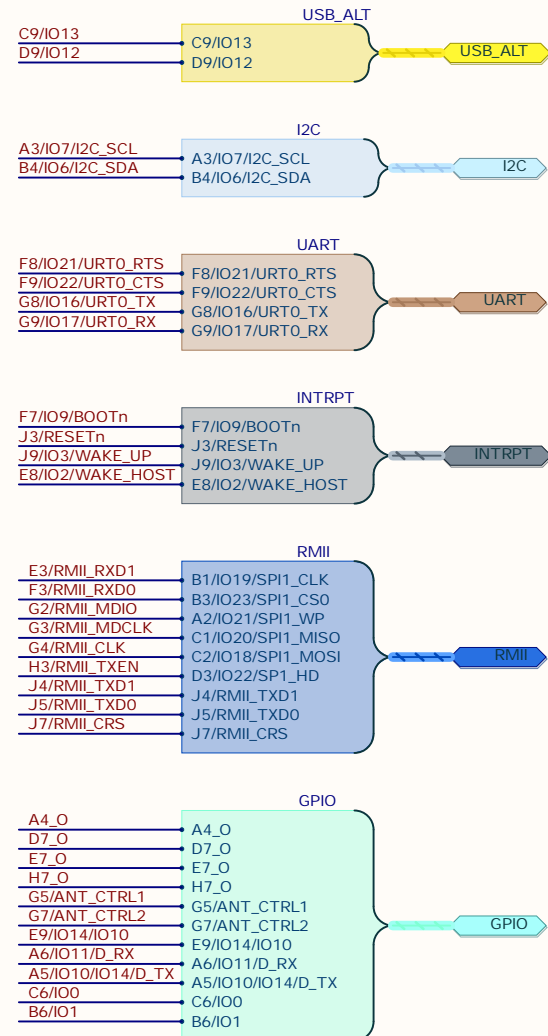 USB_ALT
C9/IO13 C9/IO13
D9/IO12 D9/IO12 USB_ALT
I2C
A3/IO7/I2C_SCL A3/IO7/I2C_SCL
B4/IO6/I2C_SDA B4/IO6/I2C_SDA I2C
UART
F8/IO21/URT0_RTS F8/IO21/URT0_RTS
F9/IO22/URT0_CTS F9/IO22/URT0_CTS
G8/IO16/URT0_TX G8/IO16/URT0_TX UART
G9/IO17/URT0_RX G9/IO17/URT0_RX
INTRPT
F7/IO9/BOOTn F7/IO9/BOOTn
J3/RESETn J3/RESETn
J9/IO3/WAKE_UP J9/IO3/WAKE_UP INTRPT
E8/IO2/WAKE_HOST E8/IO2/WAKE_HOST
RMII
E3/RMII_RXD1 B1/IO19/SPI1_CLK
F3/RMII_RXD0 B3/IO23/SPI1_CS0
G2/RMII_MDIO A2/IO21/SPI1_WP
G3/RMII_MDCLK C1/IO20/SPI1_MISO
G4/RMII_CLK C2/IO18/SPI1_MOSI RMII
H3/RMII_TXEN D3/IO22/SP1_HD
J4/RMII_TXD1 J4/RMII_TXD1
J5/RMII_TXD0 J5/RMII_TXD0
J7/RMII_CRS J7/RMII_CRS
GPIO
A4_O A4_O
D7_O D7_O
E7_O E7_O
H7_O H7_O
G5/ANT_CTRL1 G5/ANT_CTRL1
G7/ANT_CTRL2 G7/ANT_CTRL2 GPIO
E9/IO14/IO10 E9/IO14/IO10
A6/IO11/D_RX A6/IO11/D_RX
A5/IO10/IO14/D_TX A5/IO10/IO14/D_TX
C6/IO0 C6/IO0
B6/IO1 B6/IO1